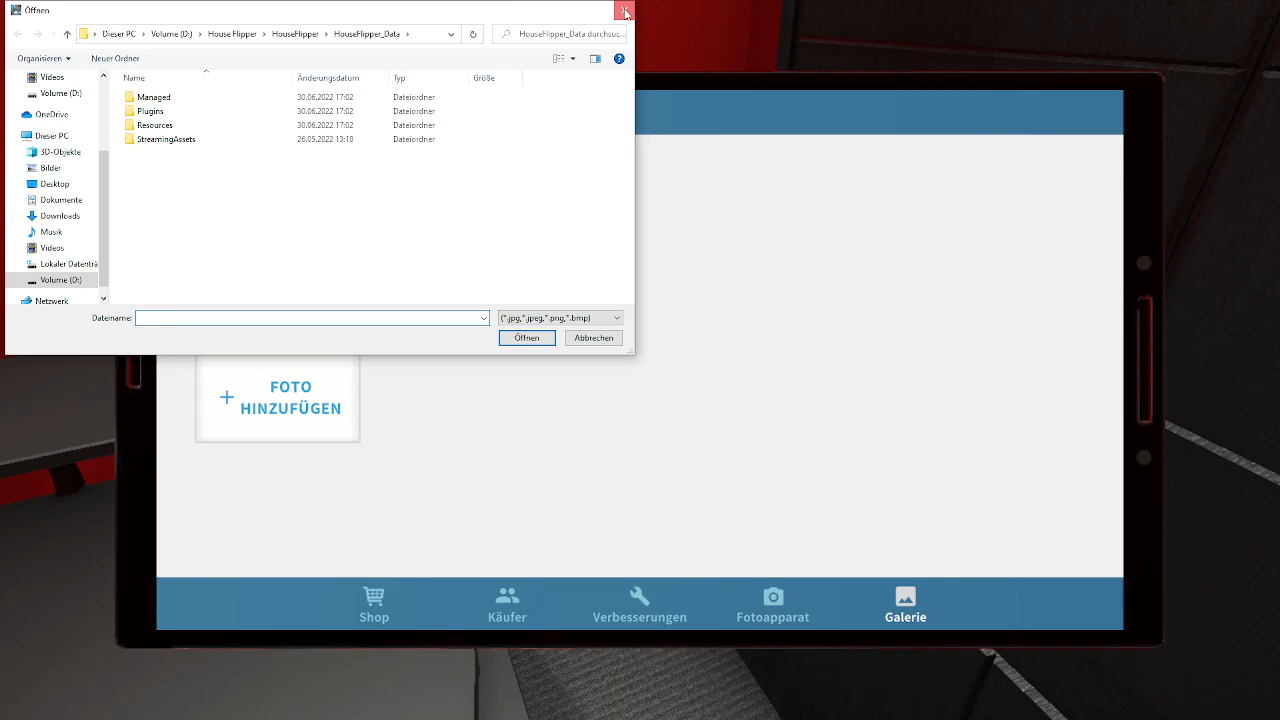 Öffnen
Dieser PC > Volume (D:) > House Flipper > HouseFlipper > HouseFlipper_Data >
HouseFlipper_Data durchsuc...
Organisieren
Neuer Ordner
Name
Änderungsdatum
Typ
Größe
Videos
Volume (D:)
OneDrive
Dieser PC
3D-Objekte
Bilder
Desktop
Dokumente
Downloads
Musik
Videos
Lokaler Datenträ
Volume (D:)
Netzwerk
Managed 30.06.2022 17:02 Dateiordner
Plugins 30.06.2022 17:02 Dateiordner
Resources 30.06.2022 17:02 Dateiordner
StreamingAssets 26.05.2022 13:18 Dateiordner
Dateiname:
(*.jpg,*.jpeg,*.png,*.bmp)
Öffnen
Abbrechen
+ FOTO
HINZUFÜGEN
Shop
Käufer
Verbesserungen
Fotoapparat
Galerie